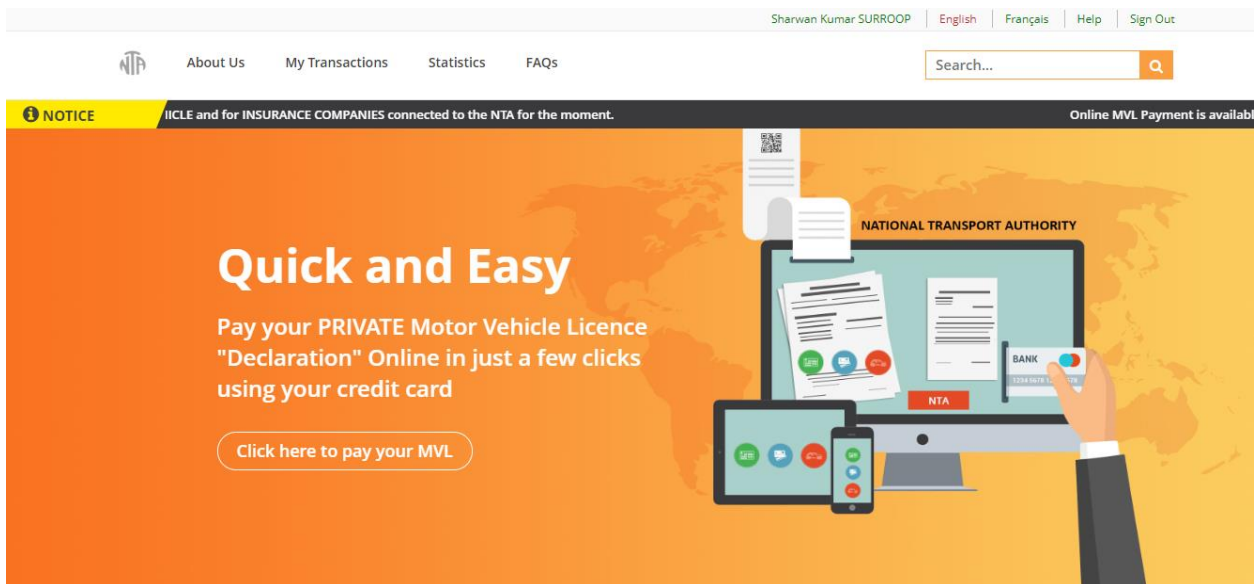 Sharwan Kumar SURROOP English Français Help Sign Out
NTA About Us My Transactions Statistics FAQs Search...
NOTICE IICLE and for INSURANCE COMPANIES connected to the NTA for the moment. Online MVL Payment is availabl
NATIONAL TRANSPORT AUTHORITY
Quick and Easy
Pay your PRIVATE Motor Vehicle Licence
"Declaration" Online in just a few clicks
using your credit card
Click here to pay your MVL
BANK
NTA